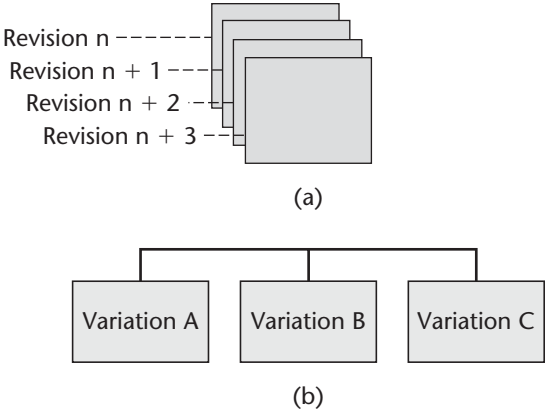 Revision n
Revision n + 1
Revision n + 2
Revision n + 3
(a)
Variation A
Variation B
Variation C
(b)